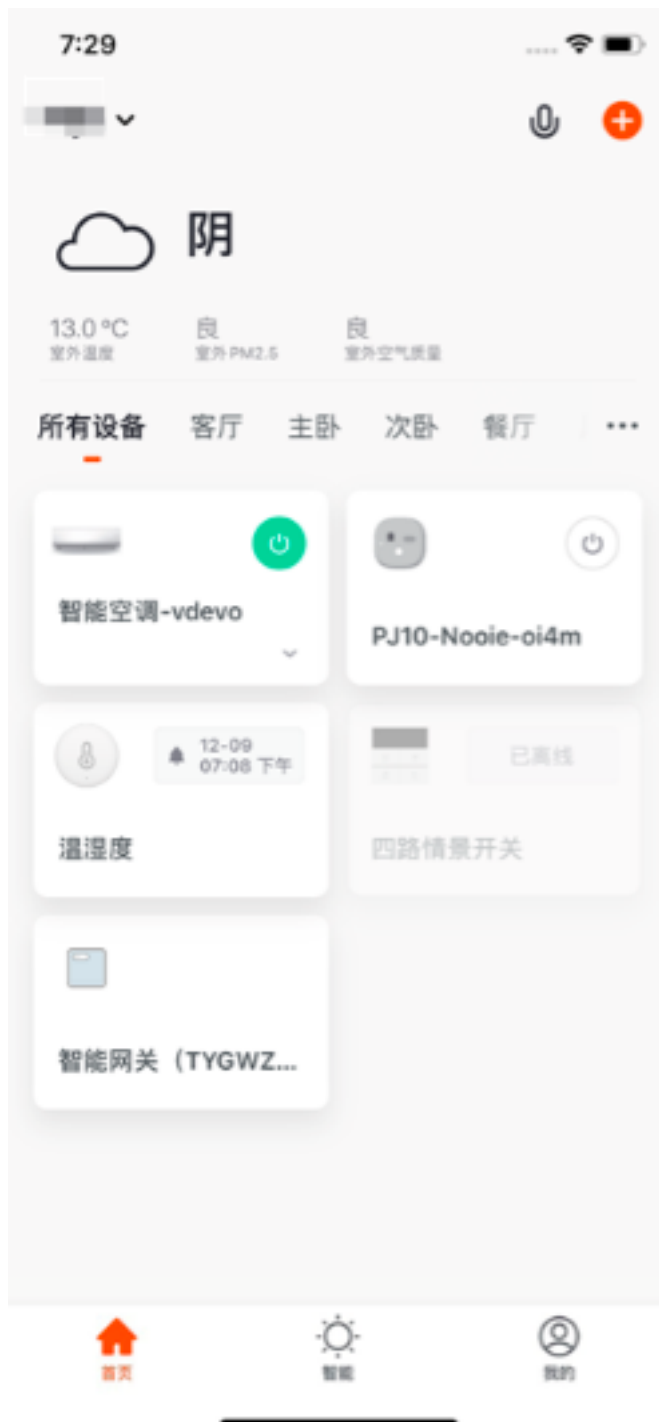 7:29
阴
13.0 °C 良 良
室外温度 室外 PM2.5 室外空气质量
所有设备 客厅 主卧 次卧 餐厅
智能空调-vdevo
PJ10-Nooie-oi4m
12-09
07:08 下午
已离线
温湿度
四路情景开关
智能网关（TYGWZ...
首页 智能 我的